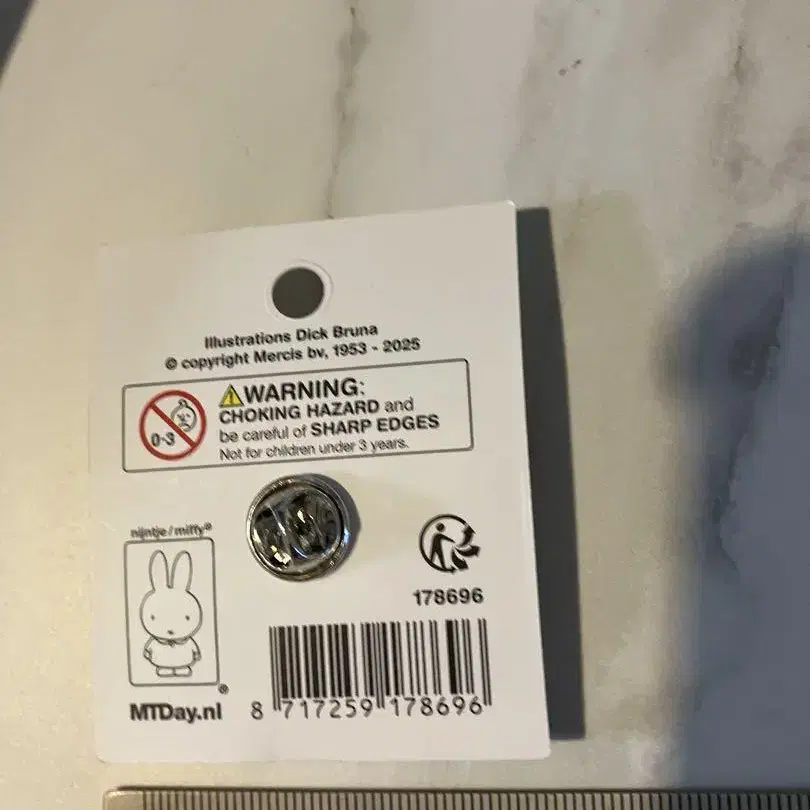 Illustrations Dick Bruna
© copyright Mercis bv, 1953 - 2025
WARNING:
CHOKING HAZARD and
be careful of SHARP EDGES
Not for children under 3 years.
0-3
nijntje / miffy®
178696
®
MTDay.nl
8 717259 178696